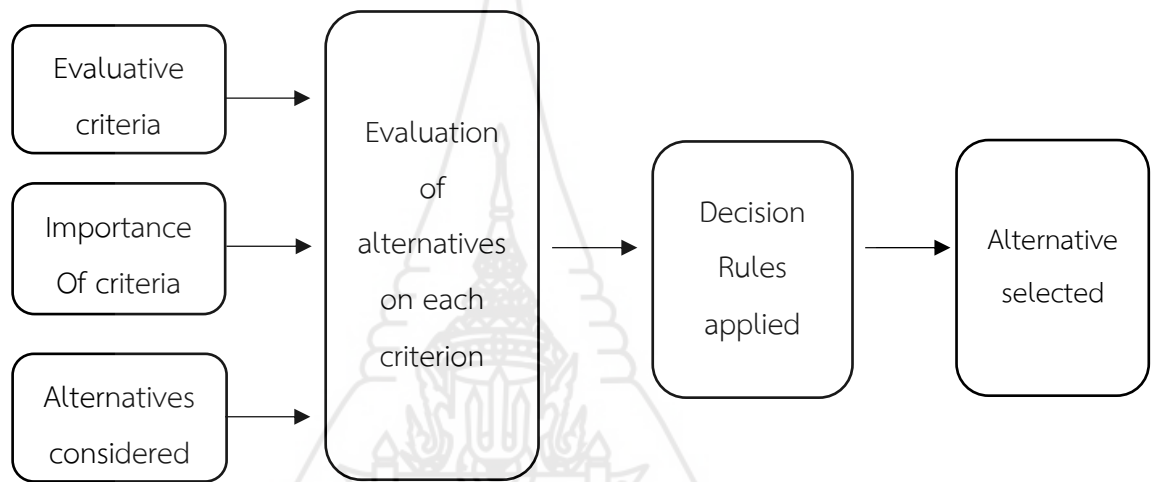 Evaluative
criteria
Importance
Of criteria
Alternatives
considered
Evaluation
of
alternatives
on each
criterion
Decision
Rules
applied
Alternative
selected